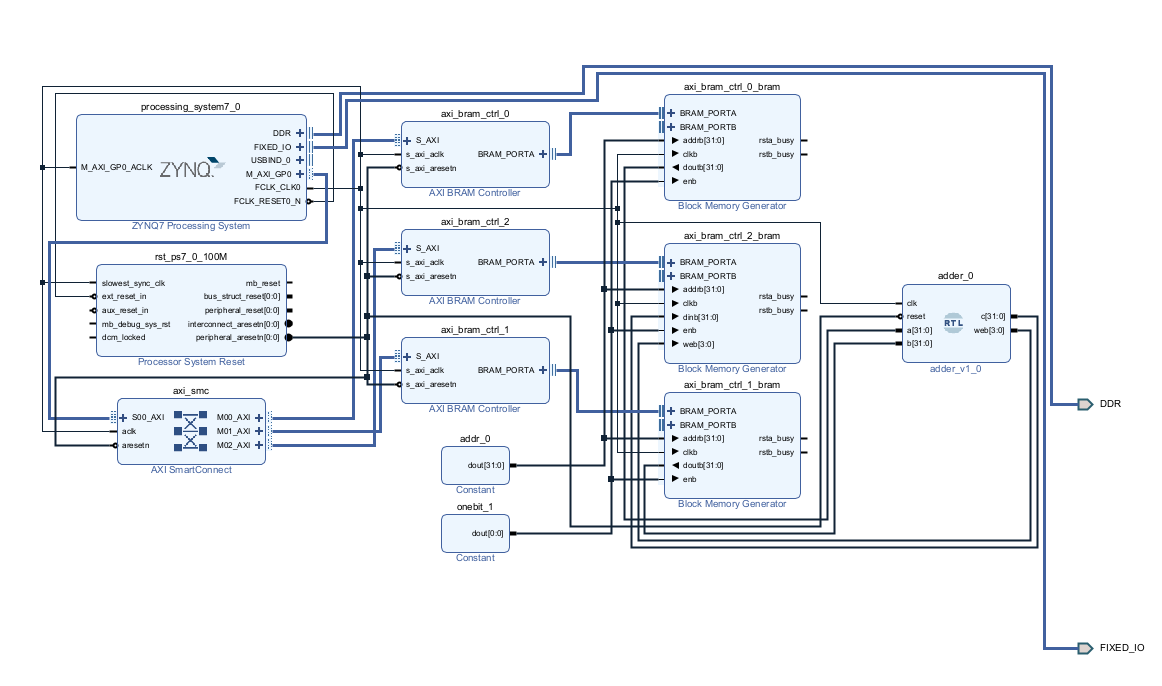 processing_system7_0
DDR
FIXED_IO
USBIND_0
M_AXI_GP0_ACLK
ZYNQ
M_AXI_GP0
FCLK_CLK0
FCLK_RESET0_N
ZYNQ7 Processing System
rst_ps7_0_100M
slowest_sync_clk
mb_reset
ext_reset_in
bus_struct_reset[0:0]
aux_reset_in
peripheral_reset[0:0]
mb_debug_sys_rst
interconnect_aresetn[0:0]
dcm_locked
peripheral_aresetn[0:0]
Processor System Reset
axi_smc
S00_AXI
M00_AXI
aclk
M01_AXI
aresetn
M02_AXI
AXI SmartConnect
axi_bram_ctrl_0
S_AXI
s_axi_aclk
BRAM_PORTA
s_axi_aresetn
AXI BRAM Controller
axi_bram_ctrl_2
S_AXI
s_axi_aclk
BRAM_PORTA
s_axi_aresetn
AXI BRAM Controller
axi_bram_ctrl_1
S_AXI
s_axi_aclk
BRAM_PORTA
s_axi_aresetn
AXI BRAM Controller
addr_0
dout[31:0]
Constant
onebit_1
dout[0:0]
Constant
axi_bram_ctrl_0_bram
BRAM_PORTA
BRAM_PORTB
addrb[31:0]
rsta_busy
clkb
rstb_busy
doutb[31:0]
enb
Block Memory Generator
axi_bram_ctrl_2_bram
BRAM_PORTA
BRAM_PORTB
addrb[31:0]
rsta_busy
clkb
rstb_busy
dinb[31:0]
enb
web[3:0]
Block Memory Generator
axi_bram_ctrl_1_bram
BRAM_PORTA
BRAM_PORTB
addrb[31:0]
rsta_busy
clkb
rstb_busy
doutb[31:0]
enb
Block Memory Generator
adder_0
clk
reset
c[31:0]
RTL
a[31:0]
web[3:0]
b[31:0]
adder_v1_0
DDR
FIXED_IO